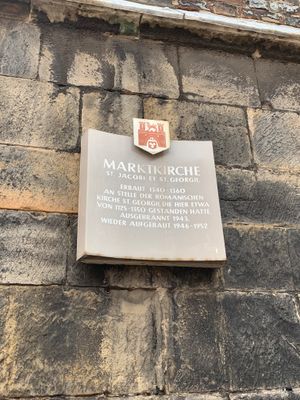 MARKTKIRCHE
ST. JACOBI ET ST. GEORGII.
ERBAUT 1340-1360
AN STELLE DER ROMANISCHEN
KIRCHE ST. GEORGII, DIE HIER ETWA
VON 1125-1350 GESTANDEN HATTE
AUSGEBRANNT 1943,
WIEDER AUFGEBAUT 1946-1952